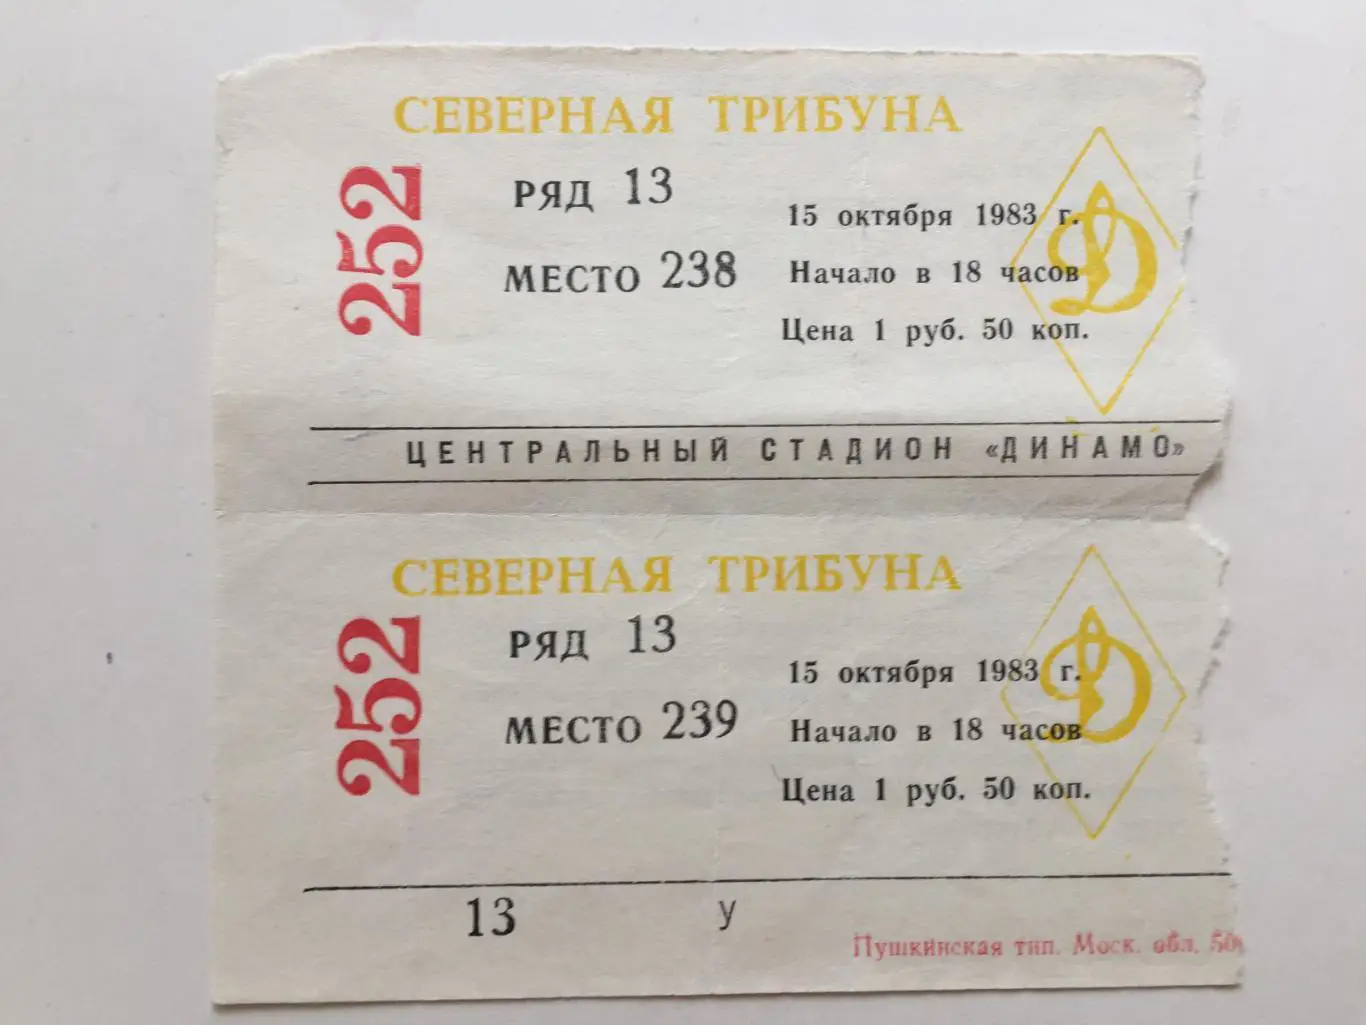 СЕВЕРНАЯ ТРИБУНА
252
РЯД 13
МЕСТО 238
15 октября 1983 г.
Начало в 18 часов
Цена 1 руб. 50 коп.
Д
ЦЕНТРАЛЬНЫЙ СТАДИОН «ДИНАМО»
СЕВЕРНАЯ ТРИБУНА
252
РЯД 13
МЕСТО 239
15 октября 1983 г.
Начало в 18 часов
Цена 1 руб. 50 коп.
Д
13 У
Пушкинская тип. Моск. обл.